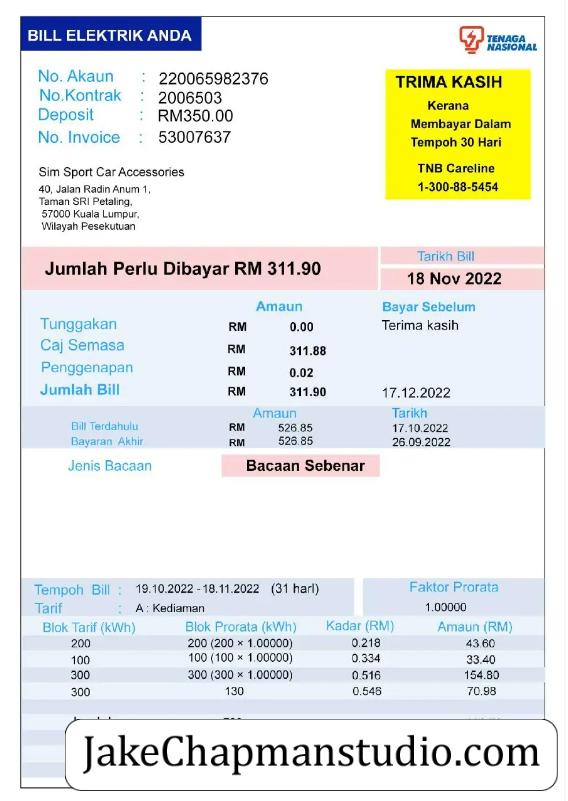 BILL ELEKTRIK ANDA
TENAGA
NASIONAL
No. Akaun : 220065982376
No.Kontrak : 2006503
Deposit : RM350.00
No. Invoice : 53007637
TRIMA KASIH
Kerana
Membayar Dalam
Tempoh 30 Hari
TNB Careline
1-300-88-5454
Sim Sport Car Accessories
40, Jalan Radin Anum 1,
Taman SRI Petaling,
57000 Kuala Lumpur,
Wilayah Pesekutuan
Jumlah Perlu Dibayar RM 311.90
Tarikh Bill
18 Nov 2022
Amaun Bayar Sebelum
Tunggakan RM 0.00 Terima kasih
Caj Semasa RM 311.88
Penggenapan RM 0.02
Jumlah Bill RM 311.90 17.12.2022
Amaun Tarikh
Bill Terdahulu RM 526.85 17.10.2022
Bayaran Akhir RM 526.85 26.09.2022
Jenis Bacaan Bacaan Sebenar
Tempoh Bill : 19.10.2022 - 18.11.2022 (31 harl) Faktor Prorata
Tarif : A : Kediaman 1.00000
Blok Tarif (kWh) Blok Prorata (kWh) Kadar (RM) Amaun (RM)
200 200 (200 × 1.00000) 0.218 43.60
100 100 (100 × 1.00000) 0.334 33.40
300 300 (300 × 1.00000) 0.516 154.80
300 130 0.546 70.98
JakeChapmanstudio.com